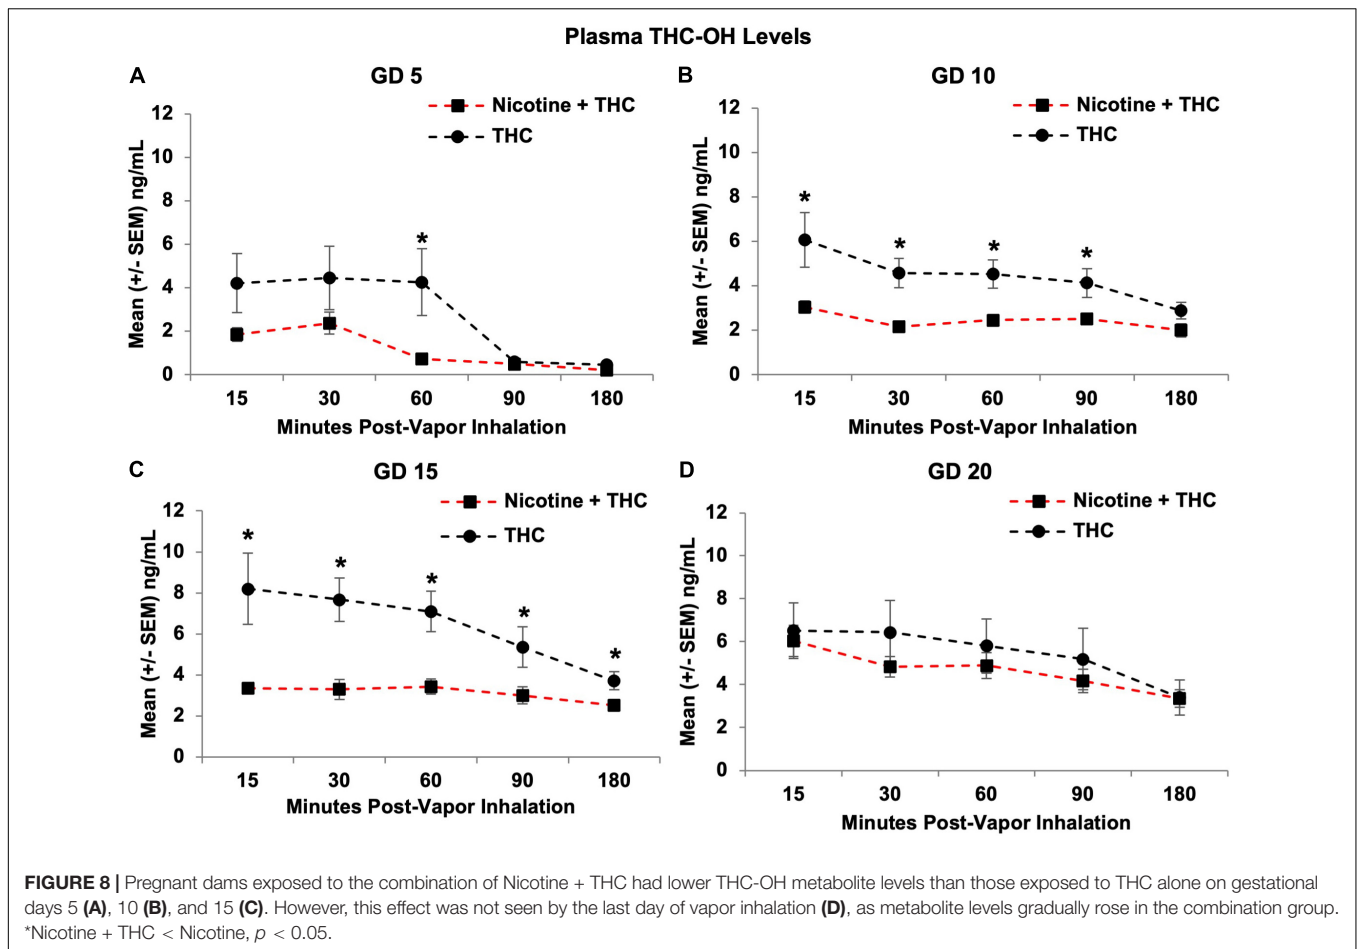 Plasma THC-OH Levels
A
GD 5
Nicotine + THC
THC
Mean (+/- SEM) ng/mL
12
10
8
6
4
2
0
*
15 30 60 90 180
Minutes Post-Vapor Inhalation
B
GD 10
Nicotine + THC
THC
Mean (+/- SEM) ng/mL
12
10
8
6
4
2
0
* * * *
15 30 60 90 180
Minutes Post-Vapor Inhalation
C
GD 15
Nicotine + THC
THC
Mean (+/- SEM) ng/mL
12
10
8
6
4
2
0
* * * * *
15 30 60 90 180
Minutes Post-Vapor Inhalation
D
GD 20
Nicotine + THC
THC
Mean (+/- SEM) ng/mL
12
10
8
6
4
2
0
15 30 60 90 180
Minutes Post-Vapor Inhalation
FIGURE 8 | Pregnant dams exposed to the combination of Nicotine + THC had lower THC-OH metabolite levels than those exposed to THC alone on gestational
days 5 (A), 10 (B), and 15 (C). However, this effect was not seen by the last day of vapor inhalation (D), as metabolite levels gradually rose in the combination group.
*Nicotine + THC < Nicotine, p < 0.05.